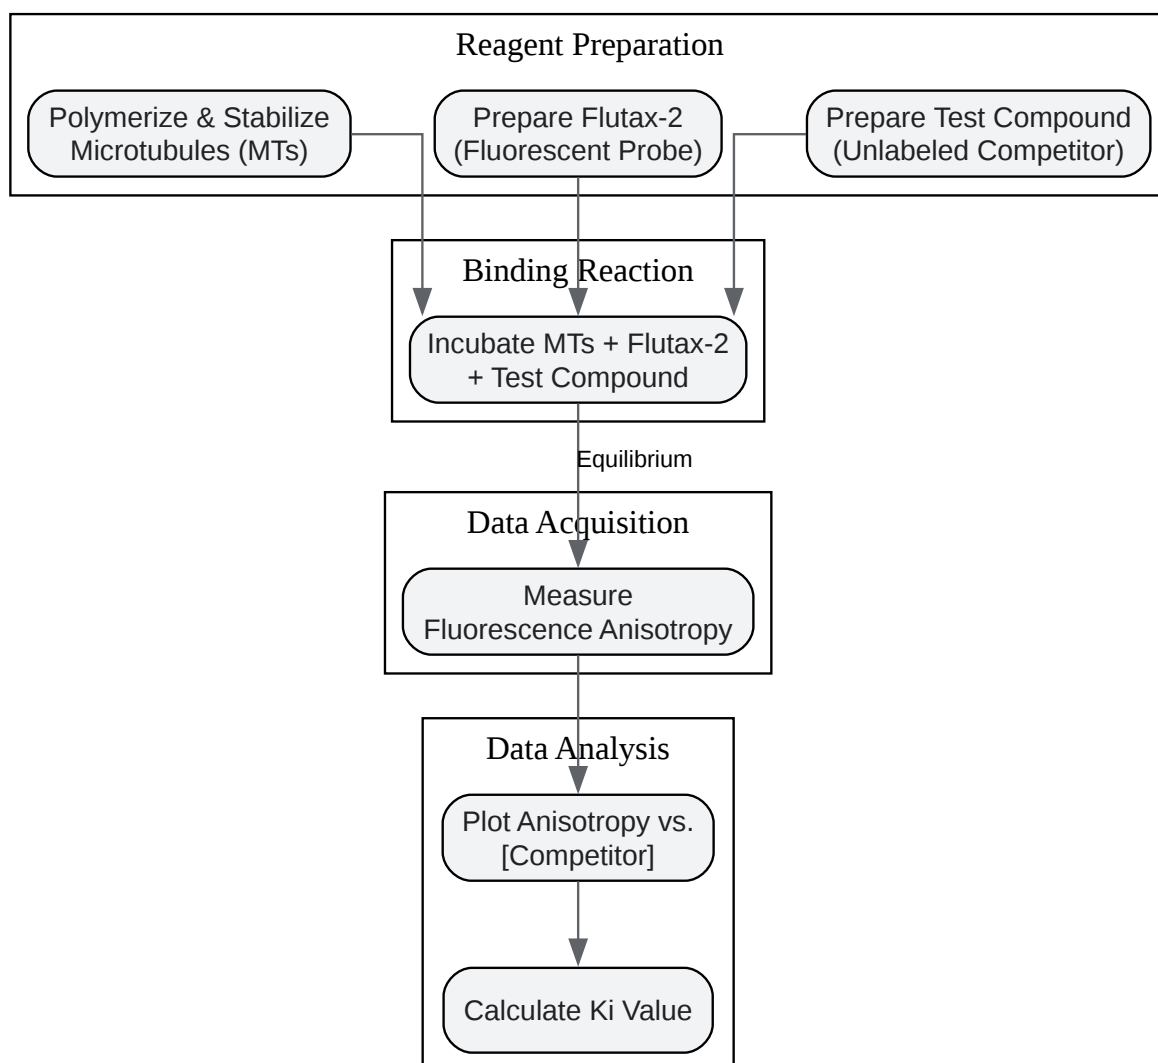 Reagent Preparation
Polymerize & Stabilize
Microtubules (MTs)
Prepare Flutax-2
(Fluorescent Probe)
Prepare Test Compound
(Unlabeled Competitor)
Binding Reaction
Incubate MTs + Flutax-2
+ Test Compound
Equilibrium
Data Acquisition
Measure
Fluorescence Anisotropy
Data Analysis
Plot Anisotropy vs.
[Competitor]
Calculate Ki Value